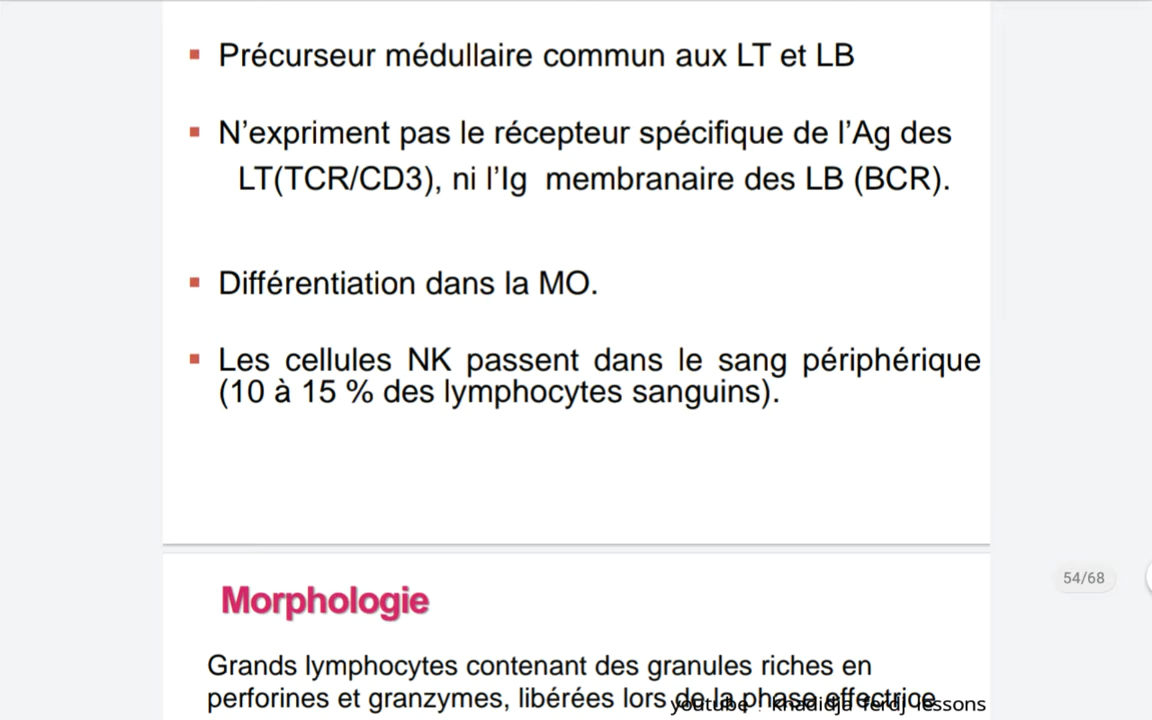 ▪ Précurseur médullaire commun aux LT et LB
▪ N’expriment pas le récepteur spécifique de l’Ag des
LT(TCR/CD3), ni l’Ig membranaire des LB (BCR).
▪ Différentiation dans la MO.
▪ Les cellules NK passent dans le sang périphérique
(10 à 15 % des lymphocytes sanguins).
54/68
Morphologie
Grands lymphocytes contenant des granules riches en
perforines et granzymes, libérées lors de la phase effectrice
youtube : khadidja ferdj lessons